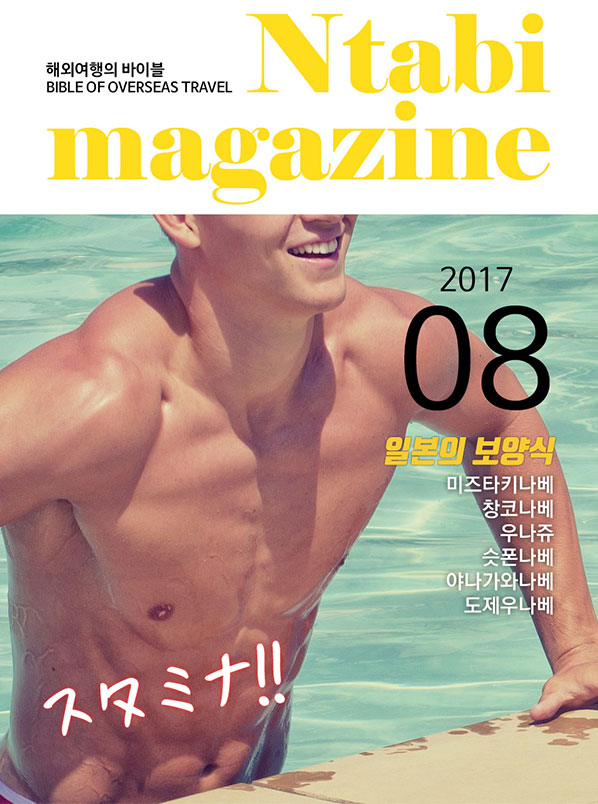 해외여행의 바이블
BIBLE OF OVERSEAS TRAVEL
Ntabi
magazine
2017
08
일본의 보양식
미즈타키나베
창코나베
우나쥬
슷폰나베
야나가와나베
도제우나베
スタミナ!!